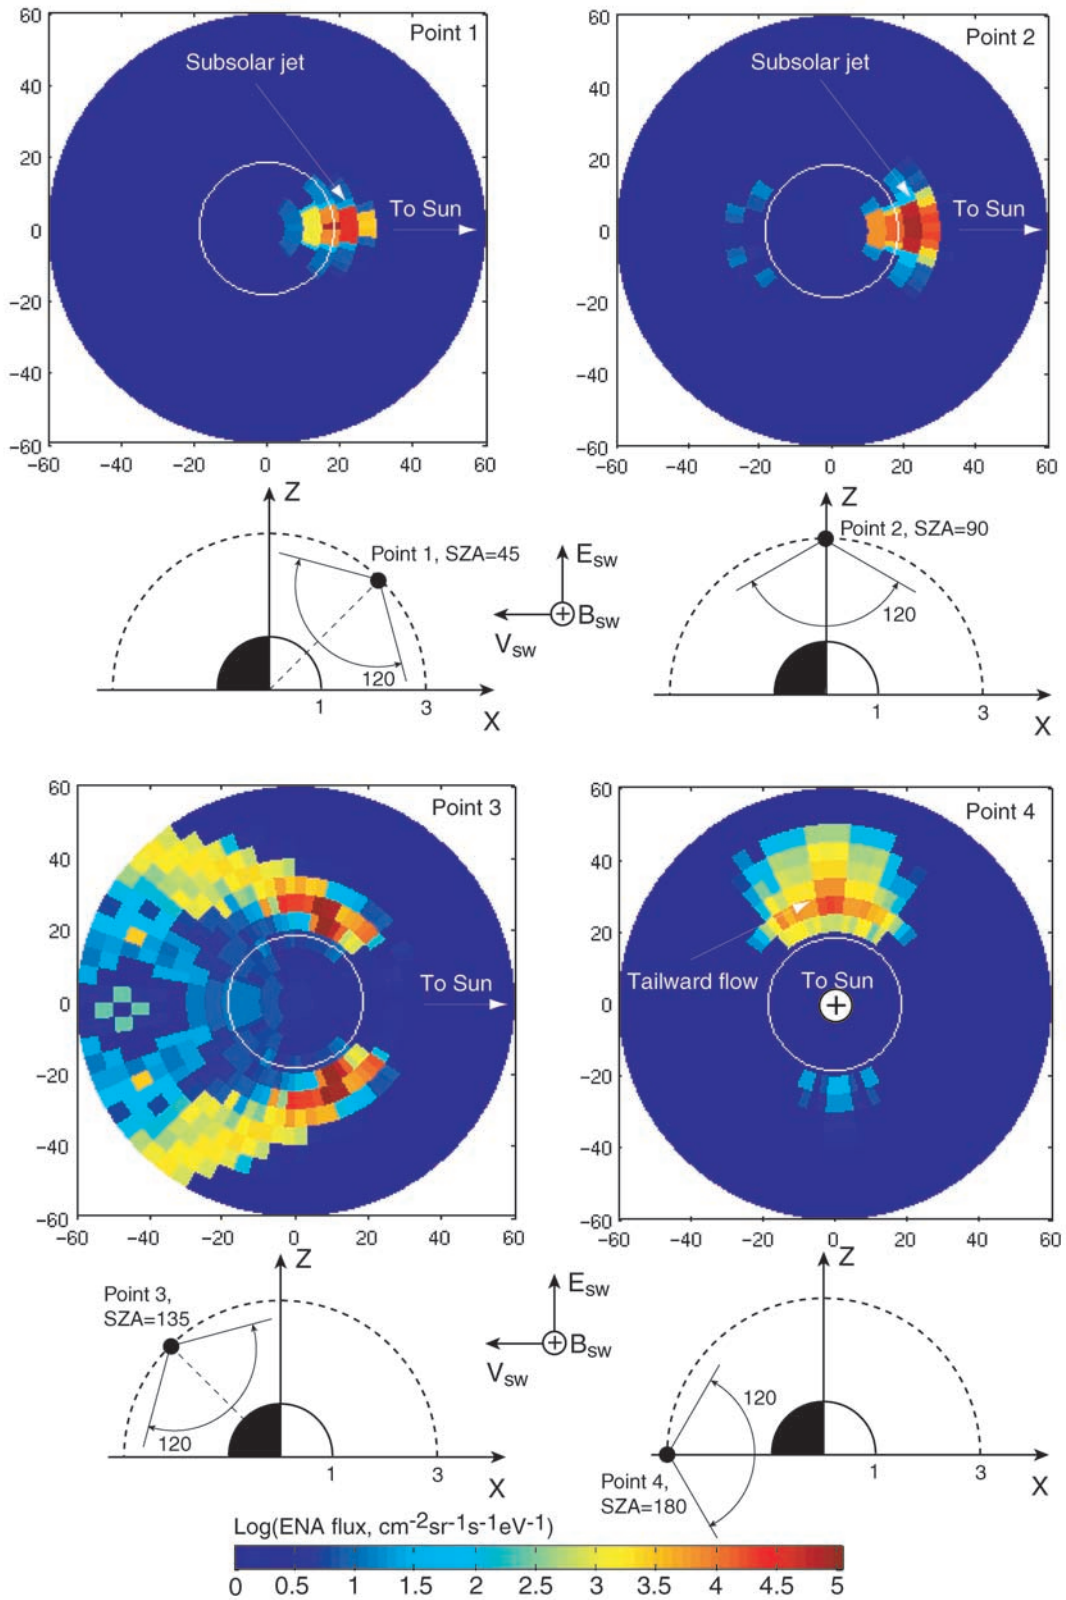 Point 1
Subsolar jet
To Sun
60
40
20
0
−20
−40
−60
−60 −40 −20 0 20 40 60
Point 2
Subsolar jet
To Sun
60
40
20
0
−20
−40
−60
−60 −40 −20 0 20 40 60
Z
Point 1, SZA=45
120
1 3
X
E_SW
B_SW
V_SW
Z
Point 2, SZA=90
120
1 3
X
Point 3
To Sun
60
40
20
0
−20
−40
−60
−60 −40 −20 0 20 40 60
Point 4
Tailward flow
To Sun
60
40
20
0
−20
−40
−60
−60 −40 −20 0 20 40 60
Z
Point 3,
SZA=135
120
1 3
X
E_SW
B_SW
V_SW
Z
120
Point 4,
SZA=180
1 3
X
Log(ENA flux, cm⁻²sr⁻¹s⁻¹eV⁻¹)
0 0.5 1 1.5 2 2.5 3 3.5 4 4.5 5